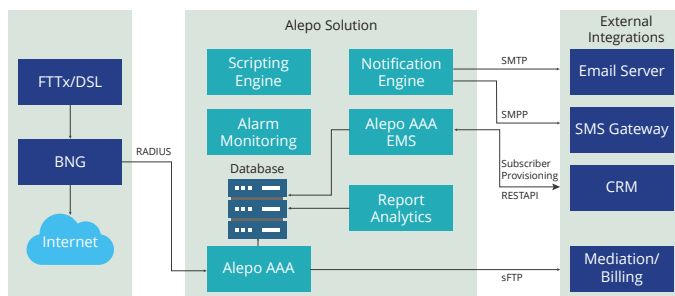 Alepo Solution
External
Integrations
FTTx/DSL
BNG
Internet
RADIUS
Scripting
Engine
Notification
Engine
Alarm
Monitoring
Alepo AAA
EMS
Database
Report
Analytics
Alepo AAA
SMTP
SMPP
Subscriber
Provisioning
RESTAPI
sFTP
Email Server
SMS Gateway
CRM
Mediation/
Billing